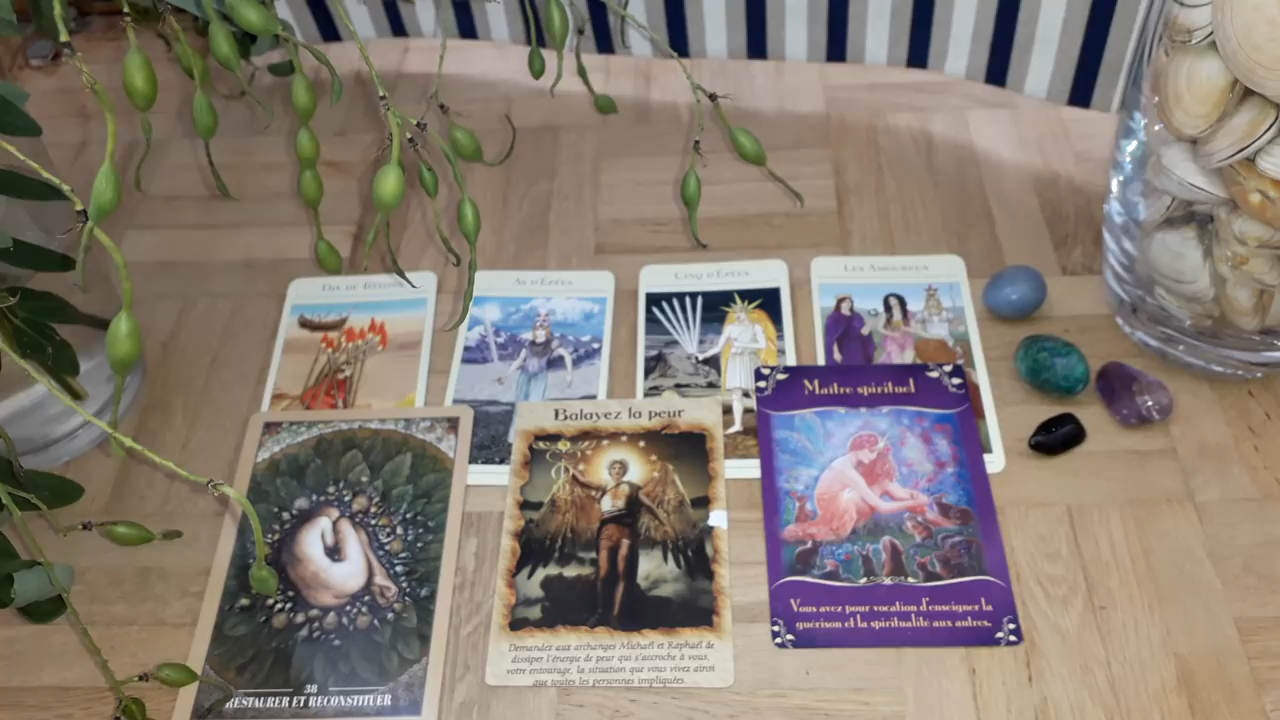 DIX DE BÂTONS
AS D'ÉPÉES
CINQ D'ÉPÉES
LES AMOUREUX
38
RESTAURER ET RECONSTITUER
Balayez la peur
Demandez aux archanges Michaël et Raphaël de
dissiper l'énergie de peur qui s'accroche à vous,
votre entourage, la situation que vous vivez ainsi
que toutes les personnes impliquées.
Maître spirituel
Vous avez pour vocation d'enseigner la
guérison et la spiritualité aux autres.